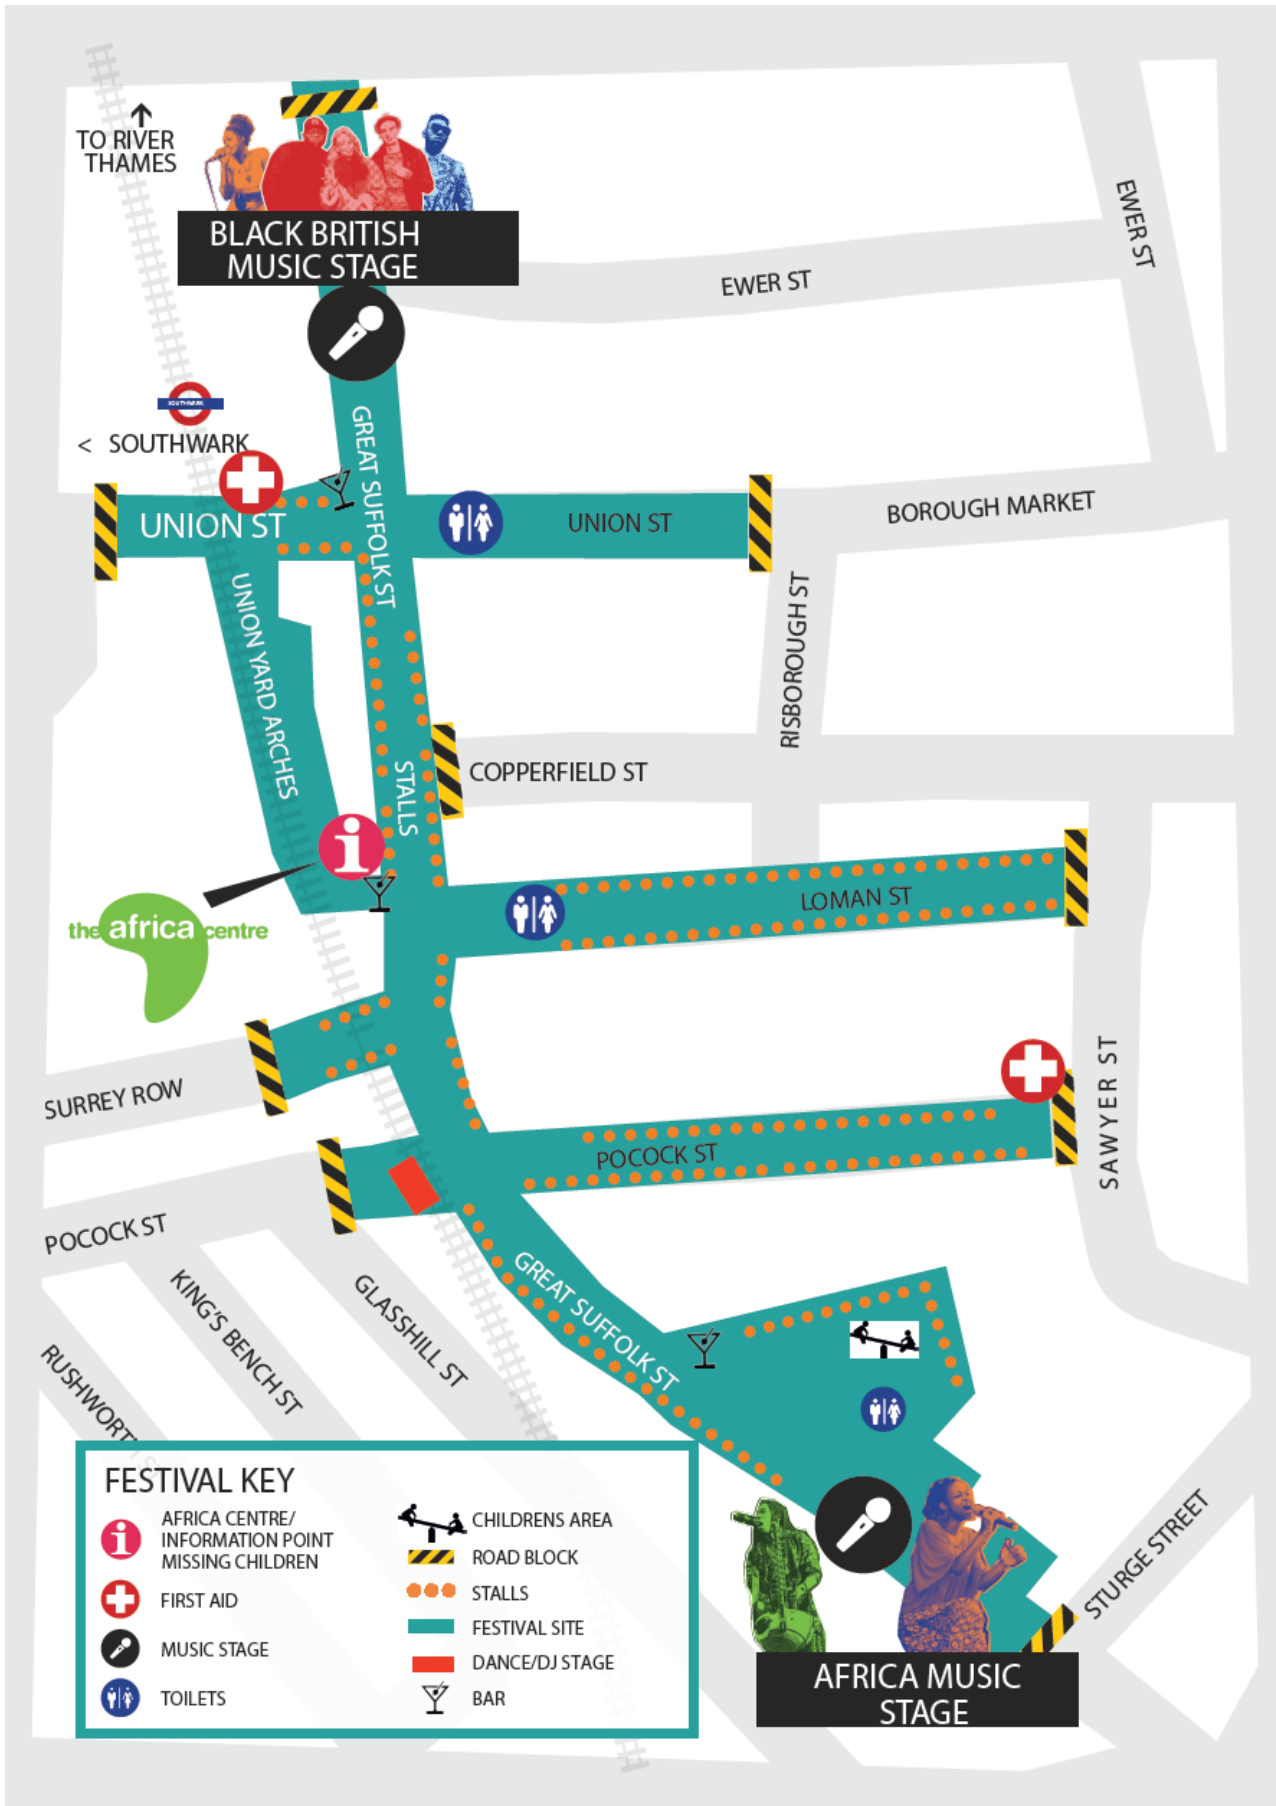 TO RIVER
THAMES
BLACK BRITISH
MUSIC STAGE
EWER ST
EWER ST
SOUTHWARK
< SOUTHWARK
GREAT SUFFOLK ST
UNION ST
UNION ST
BOROUGH MARKET
UNION YARD ARCHES
RISBOROUGH ST
STALLS
COPPERFIELD ST
LOMAN ST
the africa centre
SURREY ROW
SAWYER ST
POCOCK ST
POCOCK ST
KING'S BENCH ST
GLASSHILL ST
GREAT SUFFOLK ST
FESTIVAL KEY
AFRICA CENTRE/
INFORMATION POINT
MISSING CHILDREN
FIRST AID
MUSIC STAGE
TOILETS
CHILDRENS AREA
ROAD BLOCK
STALLS
FESTIVAL SITE
DANCE/DJ STAGE
BAR
STURGE STREET
AFRICA MUSIC
STAGE